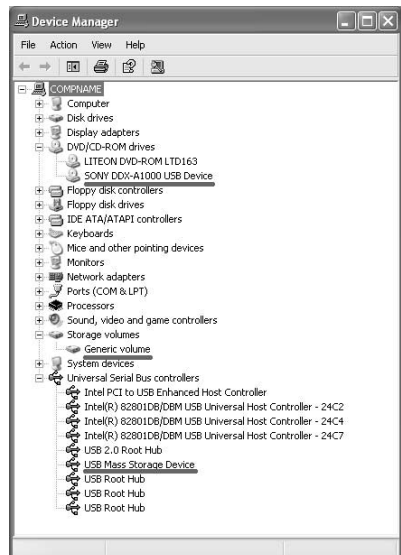 Device Manager
File Action View Help
COMPNAME
Computer
Disk drives
Display adapters
DVD/CD-ROM drives
LITEON DVD-ROM LTD163
SONY DDX-A1000 USB Device
Floppy disk controllers
Floppy disk drives
IDE ATA/ATAPI controllers
Keyboards
Mice and other pointing devices
Monitors
Network adapters
Ports (COM & LPT)
Processors
Sound, video and game controllers
Storage volumes
Generic volume
System devices
Universal Serial Bus controllers
Intel PCI to USB Enhanced Host Controller
Intel(R) 82801DB/DBM USB Universal Host Controller - 24C2
Intel(R) 82801DB/DBM USB Universal Host Controller - 24C4
Intel(R) 82801DB/DBM USB Universal Host Controller - 24C7
USB 2.0 Root Hub
USB Mass Storage Device
USB Root Hub
USB Root Hub
USB Root Hub